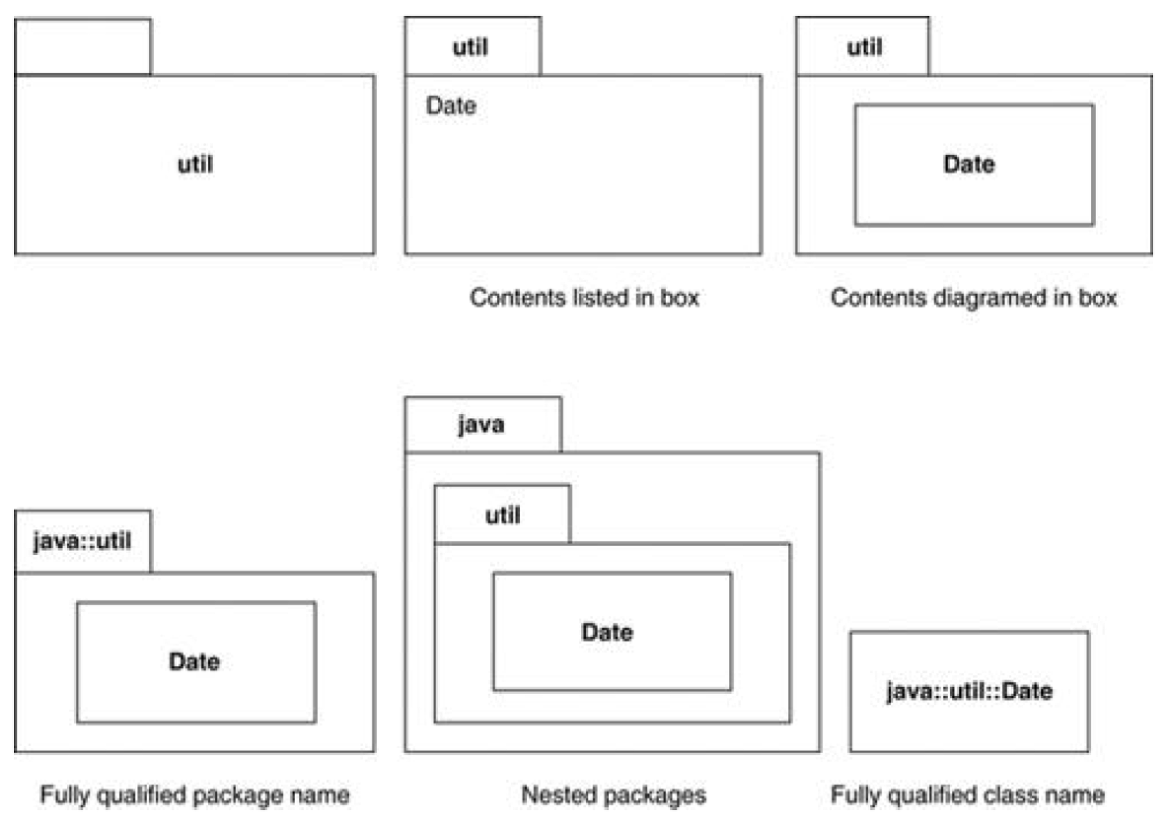 util
util
Date
Contents listed in box
util
Date
Contents diagramed in box
java::util
Date
Fully qualified package name
java
util
Date
Nested packages
java::util::Date
Fully qualified class name